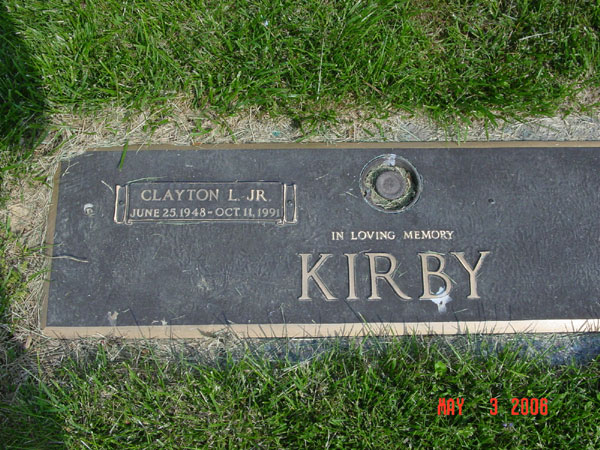 CLAYTON L. JR.
JUNE 25, 1948 - OCT. 11, 1991
IN LOVING MEMORY
KIRBY
MAY 3 2008